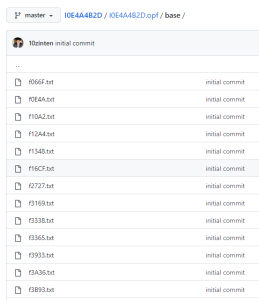 master I0E4A4B2D / I0E4A4B2D.opf / base /
10zinten initial commit
..
f066F.txt initial commit
f0E4A.txt initial commit
f10A2.txt initial commit
f12A4.txt initial commit
f1348.txt initial commit
f16CF.txt initial commit
f2727.txt initial commit
f3169.txt initial commit
f3338.txt initial commit
f3365.txt initial commit
f3933.txt initial commit
f3A36.txt initial commit
f3B93.txt initial commit